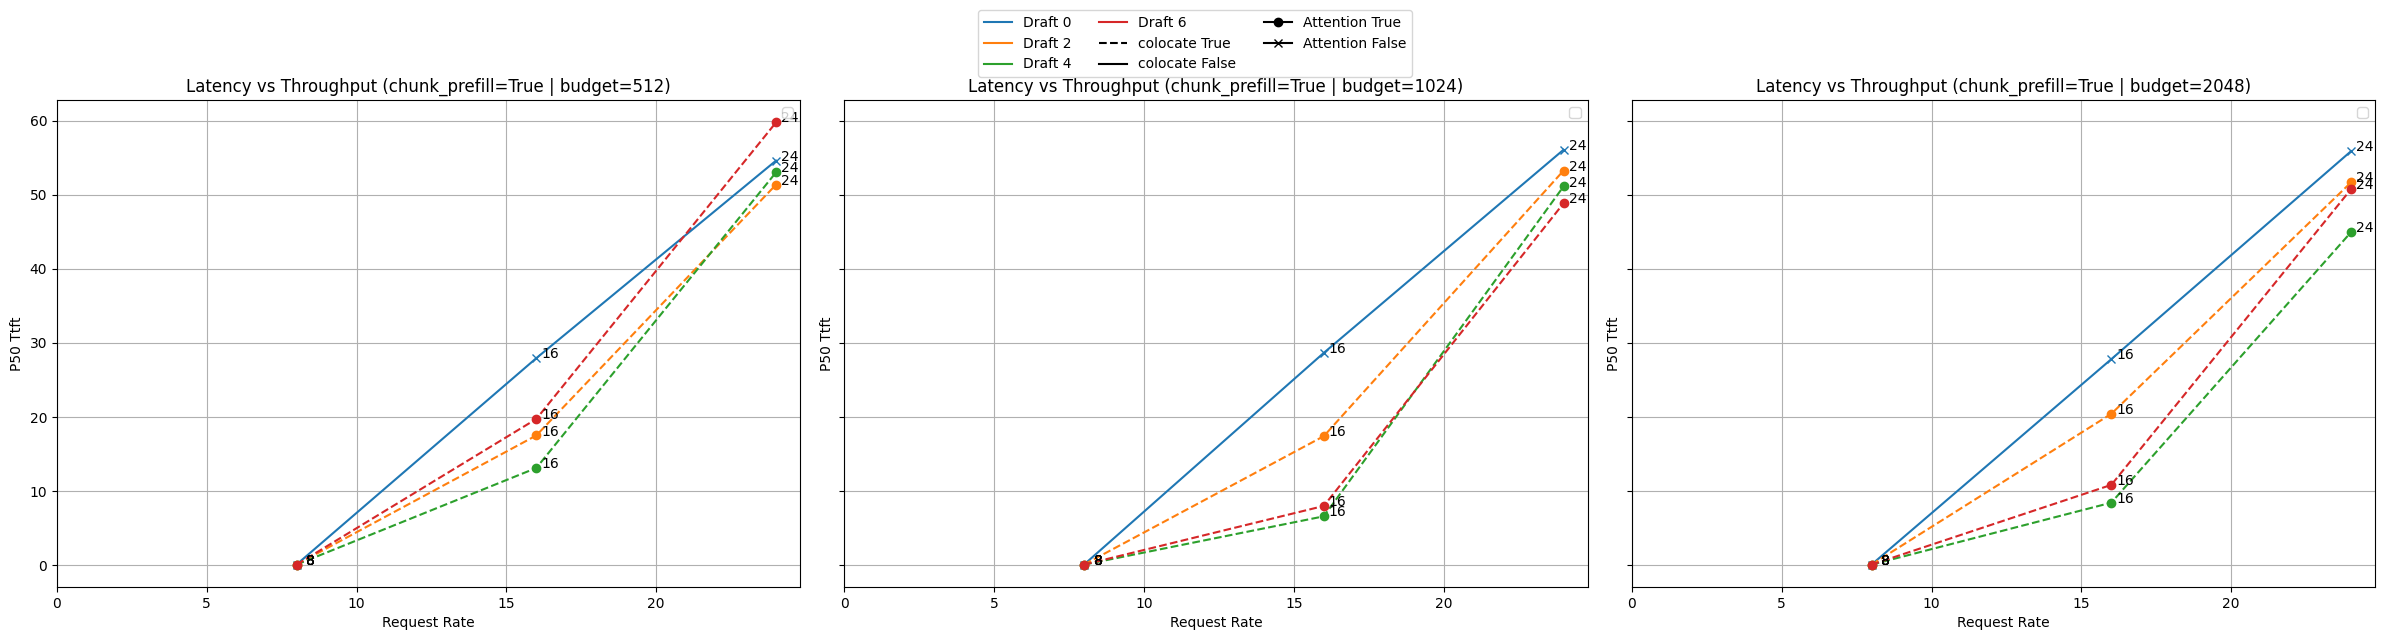 Draft 0
Draft 2
Draft 4
Draft 6
colocate True
colocate False
Attention True
Attention False
Latency vs Throughput (chunk_prefill=True | budget=512)
P50 Ttft
60
50
40
30
20
10
0
24
24
24
24
16
16
16
16
8
0
5
10
15
20
Request Rate
Latency vs Throughput (chunk_prefill=True | budget=1024)
P50 Ttft
24
24
24
24
16
16
16
16
8
0
5
10
15
20
Request Rate
Latency vs Throughput (chunk_prefill=True | budget=2048)
P50 Ttft
24
24
24
24
16
16
16
16
8
0
5
10
15
20
Request Rate